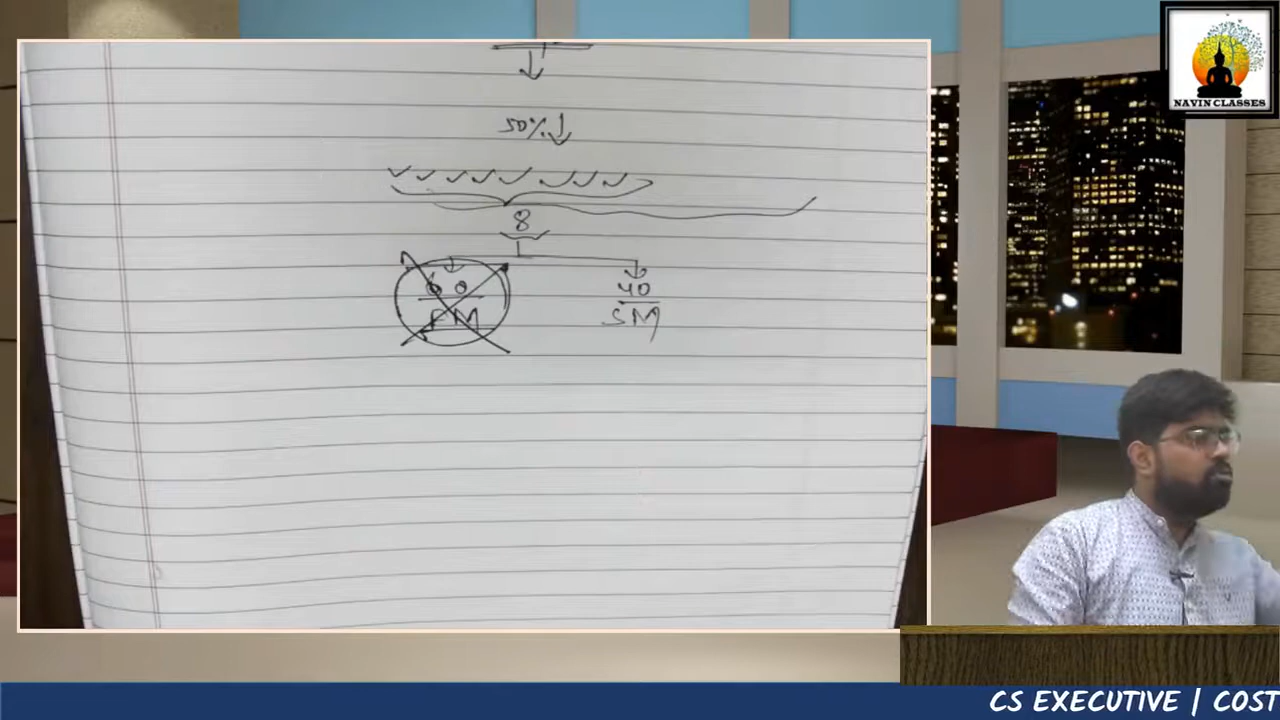 NAVIN CLASSES
50%
8
60 40
FM SM
CS EXECUTIVE | COST